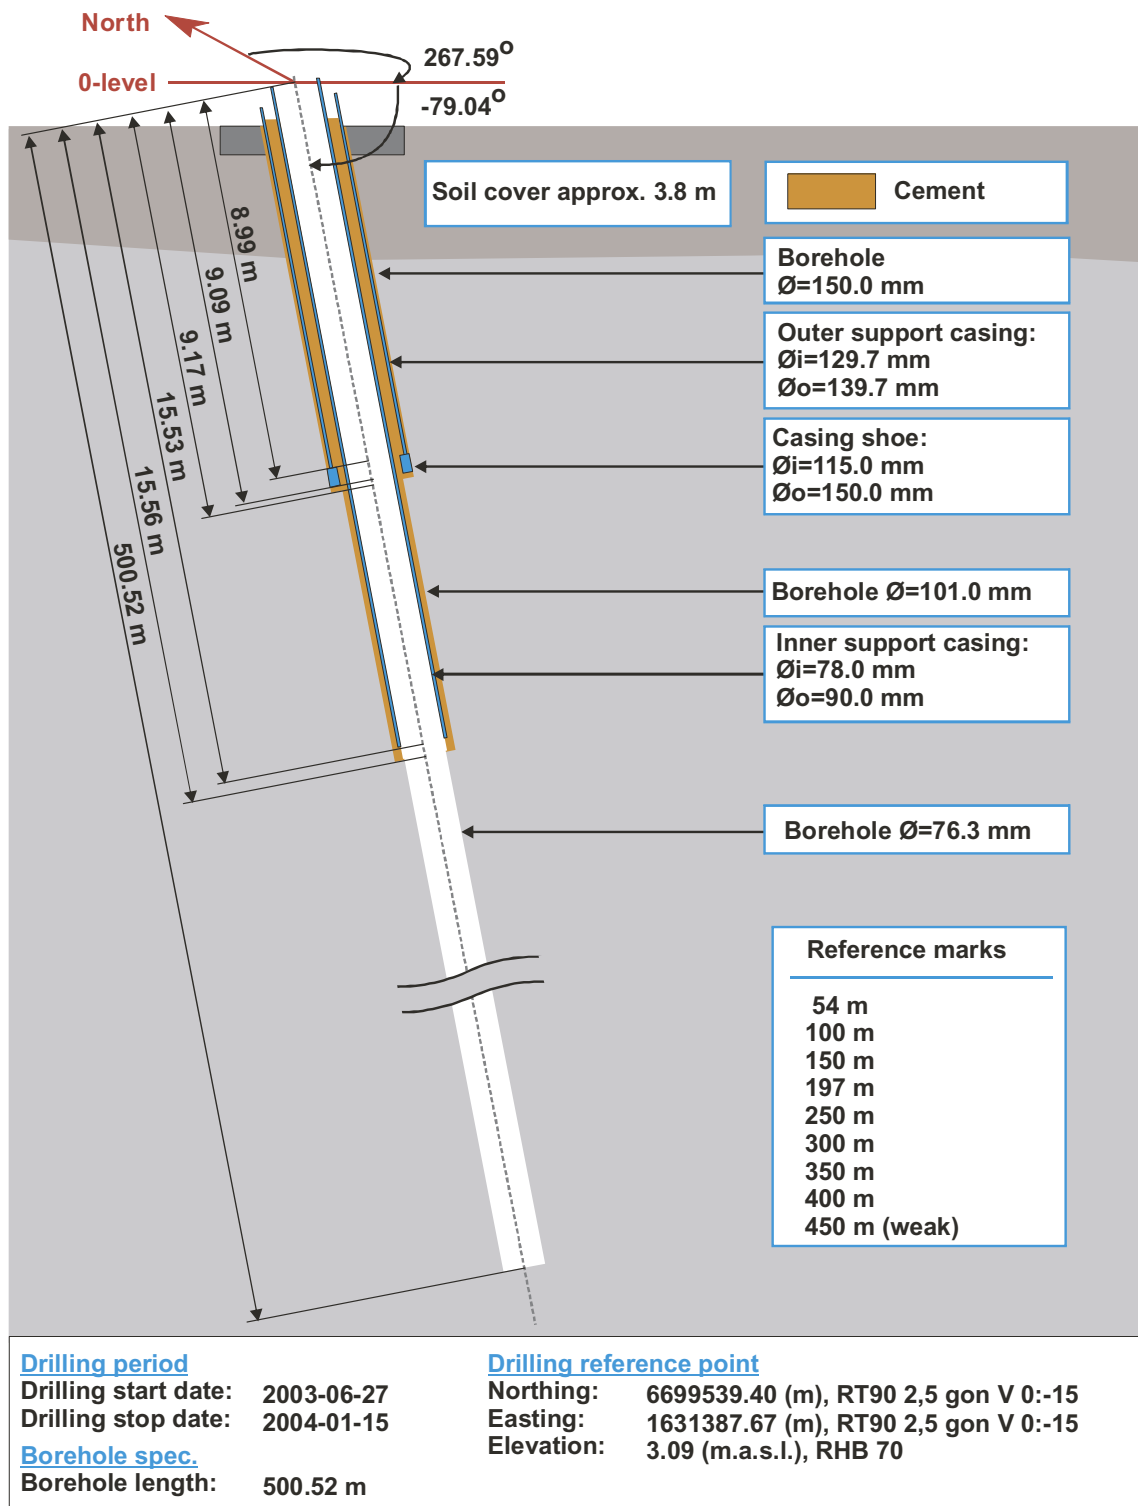 North
267.59°
0-level
-79.04°
Soil cover approx. 3.8 m
Cement
8.99 m
9.09 m
9.17 m
15.53 m
15.56 m
500.52 m
Borehole
Ø=150.0 mm
Outer support casing:
Øi=129.7 mm
Øo=139.7 mm
Casing shoe:
Øi=115.0 mm
Øo=150.0 mm
Borehole Ø=101.0 mm
Inner support casing:
Øi=78.0 mm
Øo=90.0 mm
Borehole Ø=76.3 mm
Reference marks
54 m
100 m
150 m
197 m
250 m
300 m
350 m
400 m
450 m (weak)
Drilling period
Drilling start date: 2003-06-27
Drilling stop date: 2004-01-15
Borehole spec.
Borehole length: 500.52 m
Drilling reference point
Northing: 6699539.40 (m), RT90 2,5 gon V 0:-15
Easting: 1631387.67 (m), RT90 2,5 gon V 0:-15
Elevation: 3.09 (m.a.s.l.), RHB 70